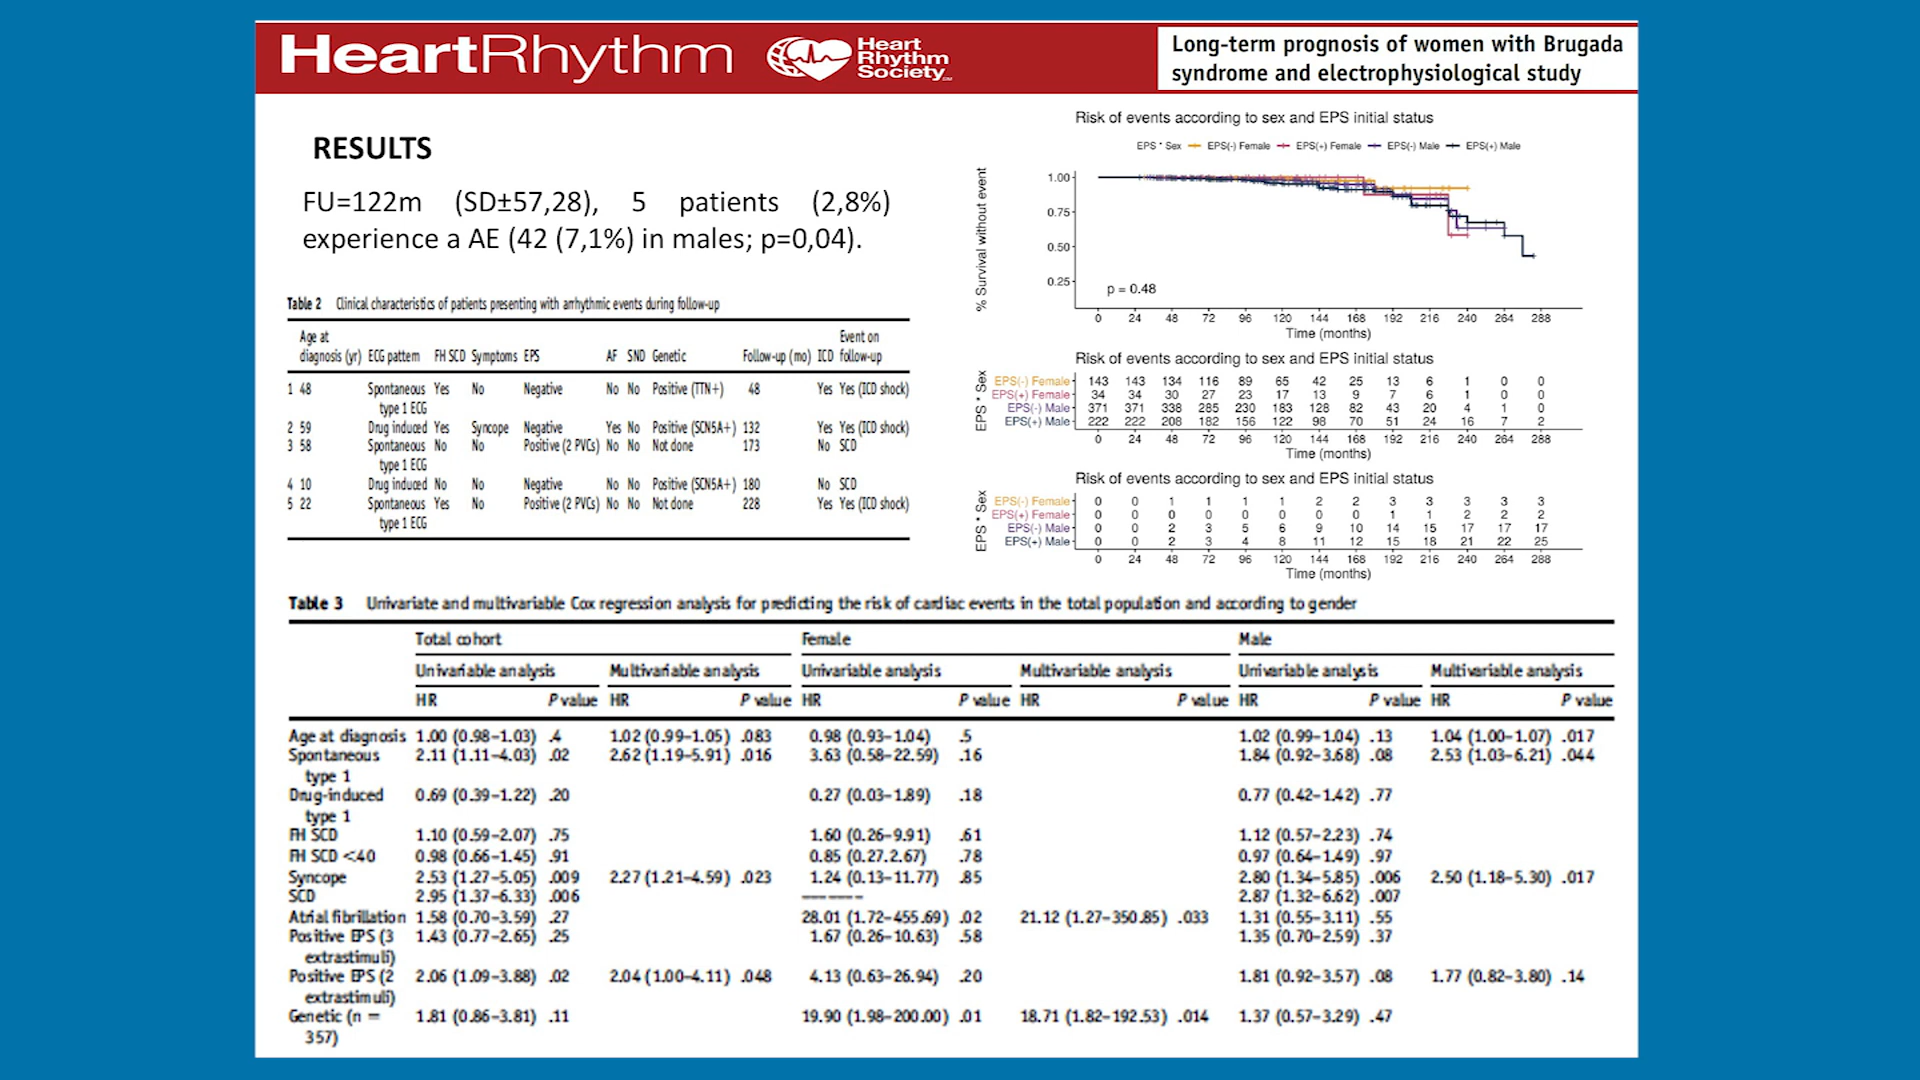 HeartRhythm
Heart
Rhythm
Society
Long-term prognosis of women with Brugada
syndrome and electrophysiological study
RESULTS
FU=122m (SD±57,28), 5 patients (2,8%)
experience a AE (42 (7,1%) in males; p=0,04).
Table 2 Clinical characteristics of patients presenting with arrhythmic events during follow-up
Age at Event on
diagnosis (yr) ECG pattern FH SCD Symptoms EPS AF SND Genetic Follow-up (mo) ICD follow-up
1 48 Spontaneous Yes No Negative No No Positive (TTN+) 48 Yes Yes (ICD shock)
type 1 ECG
2 59 Drug induced Yes Syncope Negative Yes No Positive (SCN5A+) 132 Yes Yes (ICD shock)
3 58 Spontaneous No No Positive (2 PVCs) No No Not done 173 No SCD
type 1 ECG
4 10 Drug induced No No Negative No No Positive (SCN5A+) 180 No SCD
5 22 Spontaneous Yes No Positive (2 PVCs) No No Not done 228 Yes Yes (ICD shock)
type 1 ECG
Risk of events according to sex and EPS initial status
EPS * Sex EPS(-) Female EPS(+) Female EPS(-) Male EPS(+) Male
% Survival without event
1.00
0.75
0.50
0.25
p = 0.48
0 24 48 72 96 120 144 168 192 216 240 264 288
Time (months)
Risk of events according to sex and EPS initial status
EPS * Sex
EPS(-) Female 143 143 134 116 89 65 42 25 13 6 1 0 0
EPS(+) Female 34 34 30 27 23 17 13 9 7 6 1 0 0
EPS(-) Male 371 371 338 285 230 183 128 82 43 20 4 1 0
EPS(+) Male 222 222 208 182 156 122 98 70 51 24 16 7 2
0 24 48 72 96 120 144 168 192 216 240 264 288
Time (months)
Risk of events according to sex and EPS initial status
EPS * Sex
EPS(-) Female 0 0 1 1 1 1 2 2 3 3 3 3 3
EPS(+) Female 0 0 0 0 0 0 0 0 1 1 2 2 2
EPS(-) Male 0 0 2 3 5 6 9 10 14 15 17 17 17
EPS(+) Male 0 0 2 3 4 8 11 12 15 18 21 22 25
0 24 48 72 96 120 144 168 192 216 240 264 288
Time (months)
Table 3 Univariate and multivariable Cox regression analysis for predicting the risk of cardiac events in the total population and according to gender
Total cohort Female Male
Univariable analysis Multivariable analysis Univariable analysis Multivariable analysis Univariable analysis Multivariable analysis
HR P value HR P value HR P value HR P value HR P value HR P value
Age at diagnosis 1.00 (0.98–1.03) .4 1.02 (0.99–1.05) .083 0.98 (0.93–1.04) .5 1.02 (0.99–1.04) .13 1.04 (1.00–1.07) .017
Spontaneous 2.11 (1.11–4.03) .02 2.62 (1.19–5.91) .016 3.63 (0.58–22.59) .16 1.84 (0.92–3.68) .08 2.53 (1.03–6.21) .044
type 1
Drug-induced 0.69 (0.39–1.22) .20 0.27 (0.03–1.89) .18 0.77 (0.42–1.42) .77
type 1
FH SCD 1.10 (0.59–2.07) .75 1.60 (0.26–9.91) .61 1.12 (0.57–2.23) .74
FH SCD <40 0.98 (0.66–1.45) .91 0.85 (0.27.2.67) .78 0.97 (0.64–1.49) .97
Syncope 2.53 (1.27–5.05) .009 2.27 (1.21–4.59) .023 1.24 (0.13–11.77) .85 2.80 (1.34–5.85) .006 2.50 (1.18–5.30) .017
SCD 2.95 (1.37–6.33) .006 ------- 2.87 (1.32–6.62) .007
Atrial fibrillation 1.58 (0.70–3.59) .27 28.01 (1.72–455.69) .02 21.12 (1.27–350.85) .033 1.31 (0.55–3.11) .55
Positive EPS (3 1.43 (0.77–2.65) .25 1.67 (0.26–10.63) .58 1.35 (0.70–2.59) .37
extrastimuli)
Positive EPS (2 2.06 (1.09–3.88) .02 2.04 (1.00–4.11) .048 4.13 (0.63–26.94) .20 1.81 (0.92–3.57) .08 1.77 (0.82–3.80) .14
extrastimuli)
Genetic (n = 1.81 (0.86–3.81) .11 19.90 (1.98–200.00) .01 18.71 (1.82–192.53) .014 1.37 (0.57–3.29) .47
357)